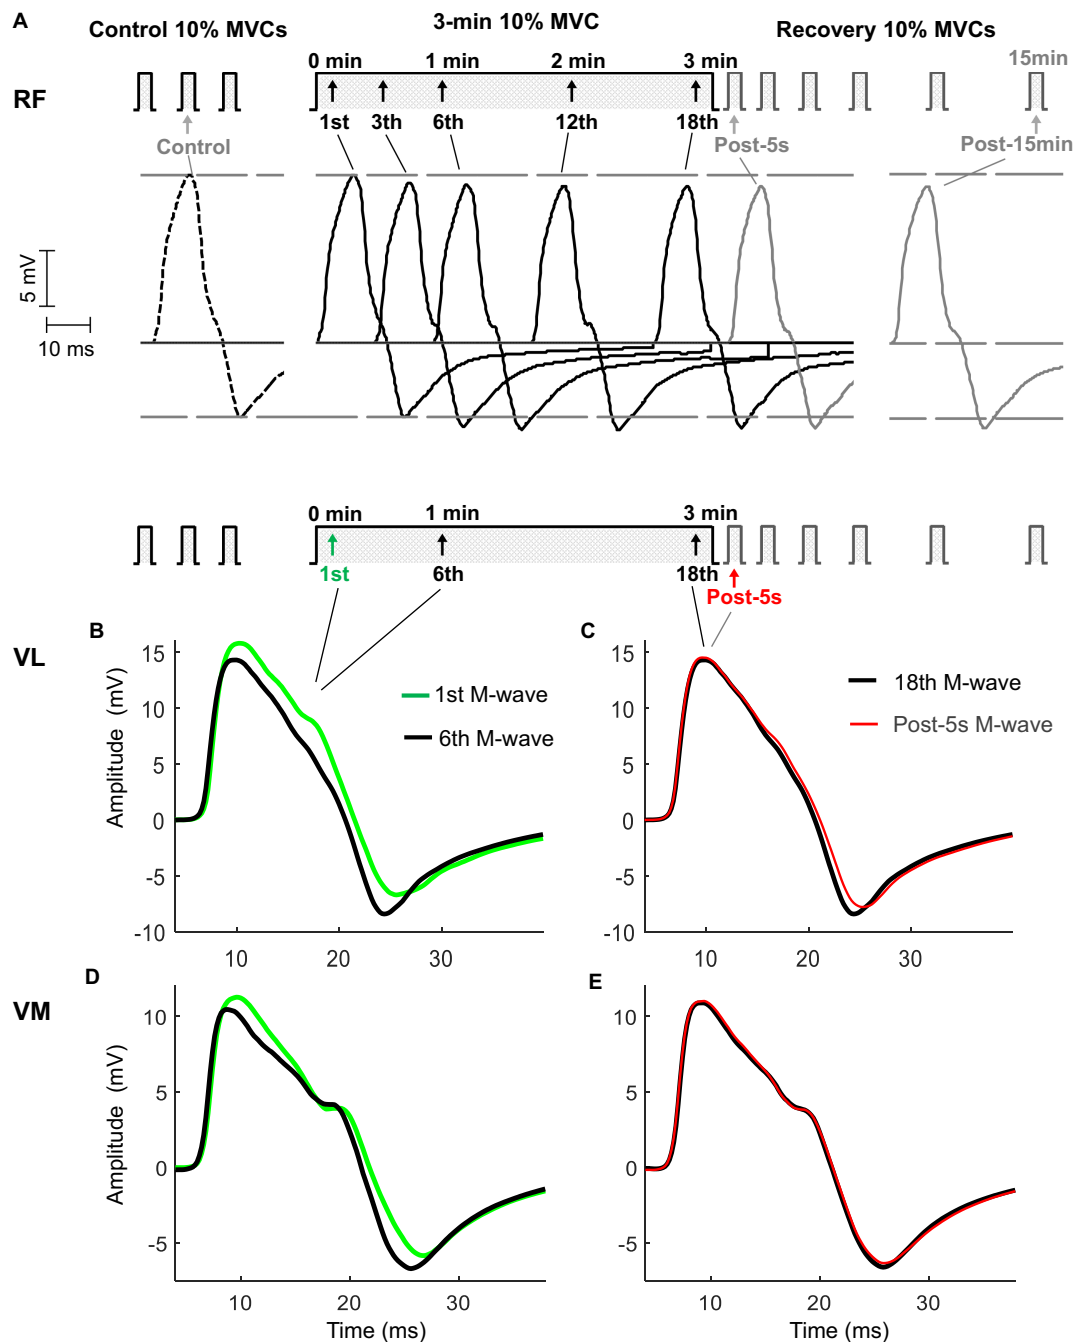 A
Control 10% MVCs
3-min 10% MVC
Recovery 10% MVCs
RF
0 min
1 min
2 min
3 min
15min
1st
3th
6th
12th
18th
Control
Post-5s
Post-15min
5 mV
10 ms
0 min
1 min
3 min
1st
6th
18th
Post-5s
VL
B
15
10
5
0
-5
-10
Amplitude (mV)
10
20
30
1st M-wave
6th M-wave
C
15
10
5
0
-5
-10
10
20
30
18th M-wave
Post-5s M-wave
VM
D
10
5
0
-5
Amplitude (mV)
10
20
30
Time (ms)
E
10
5
0
-5
10
20
30
Time (ms)